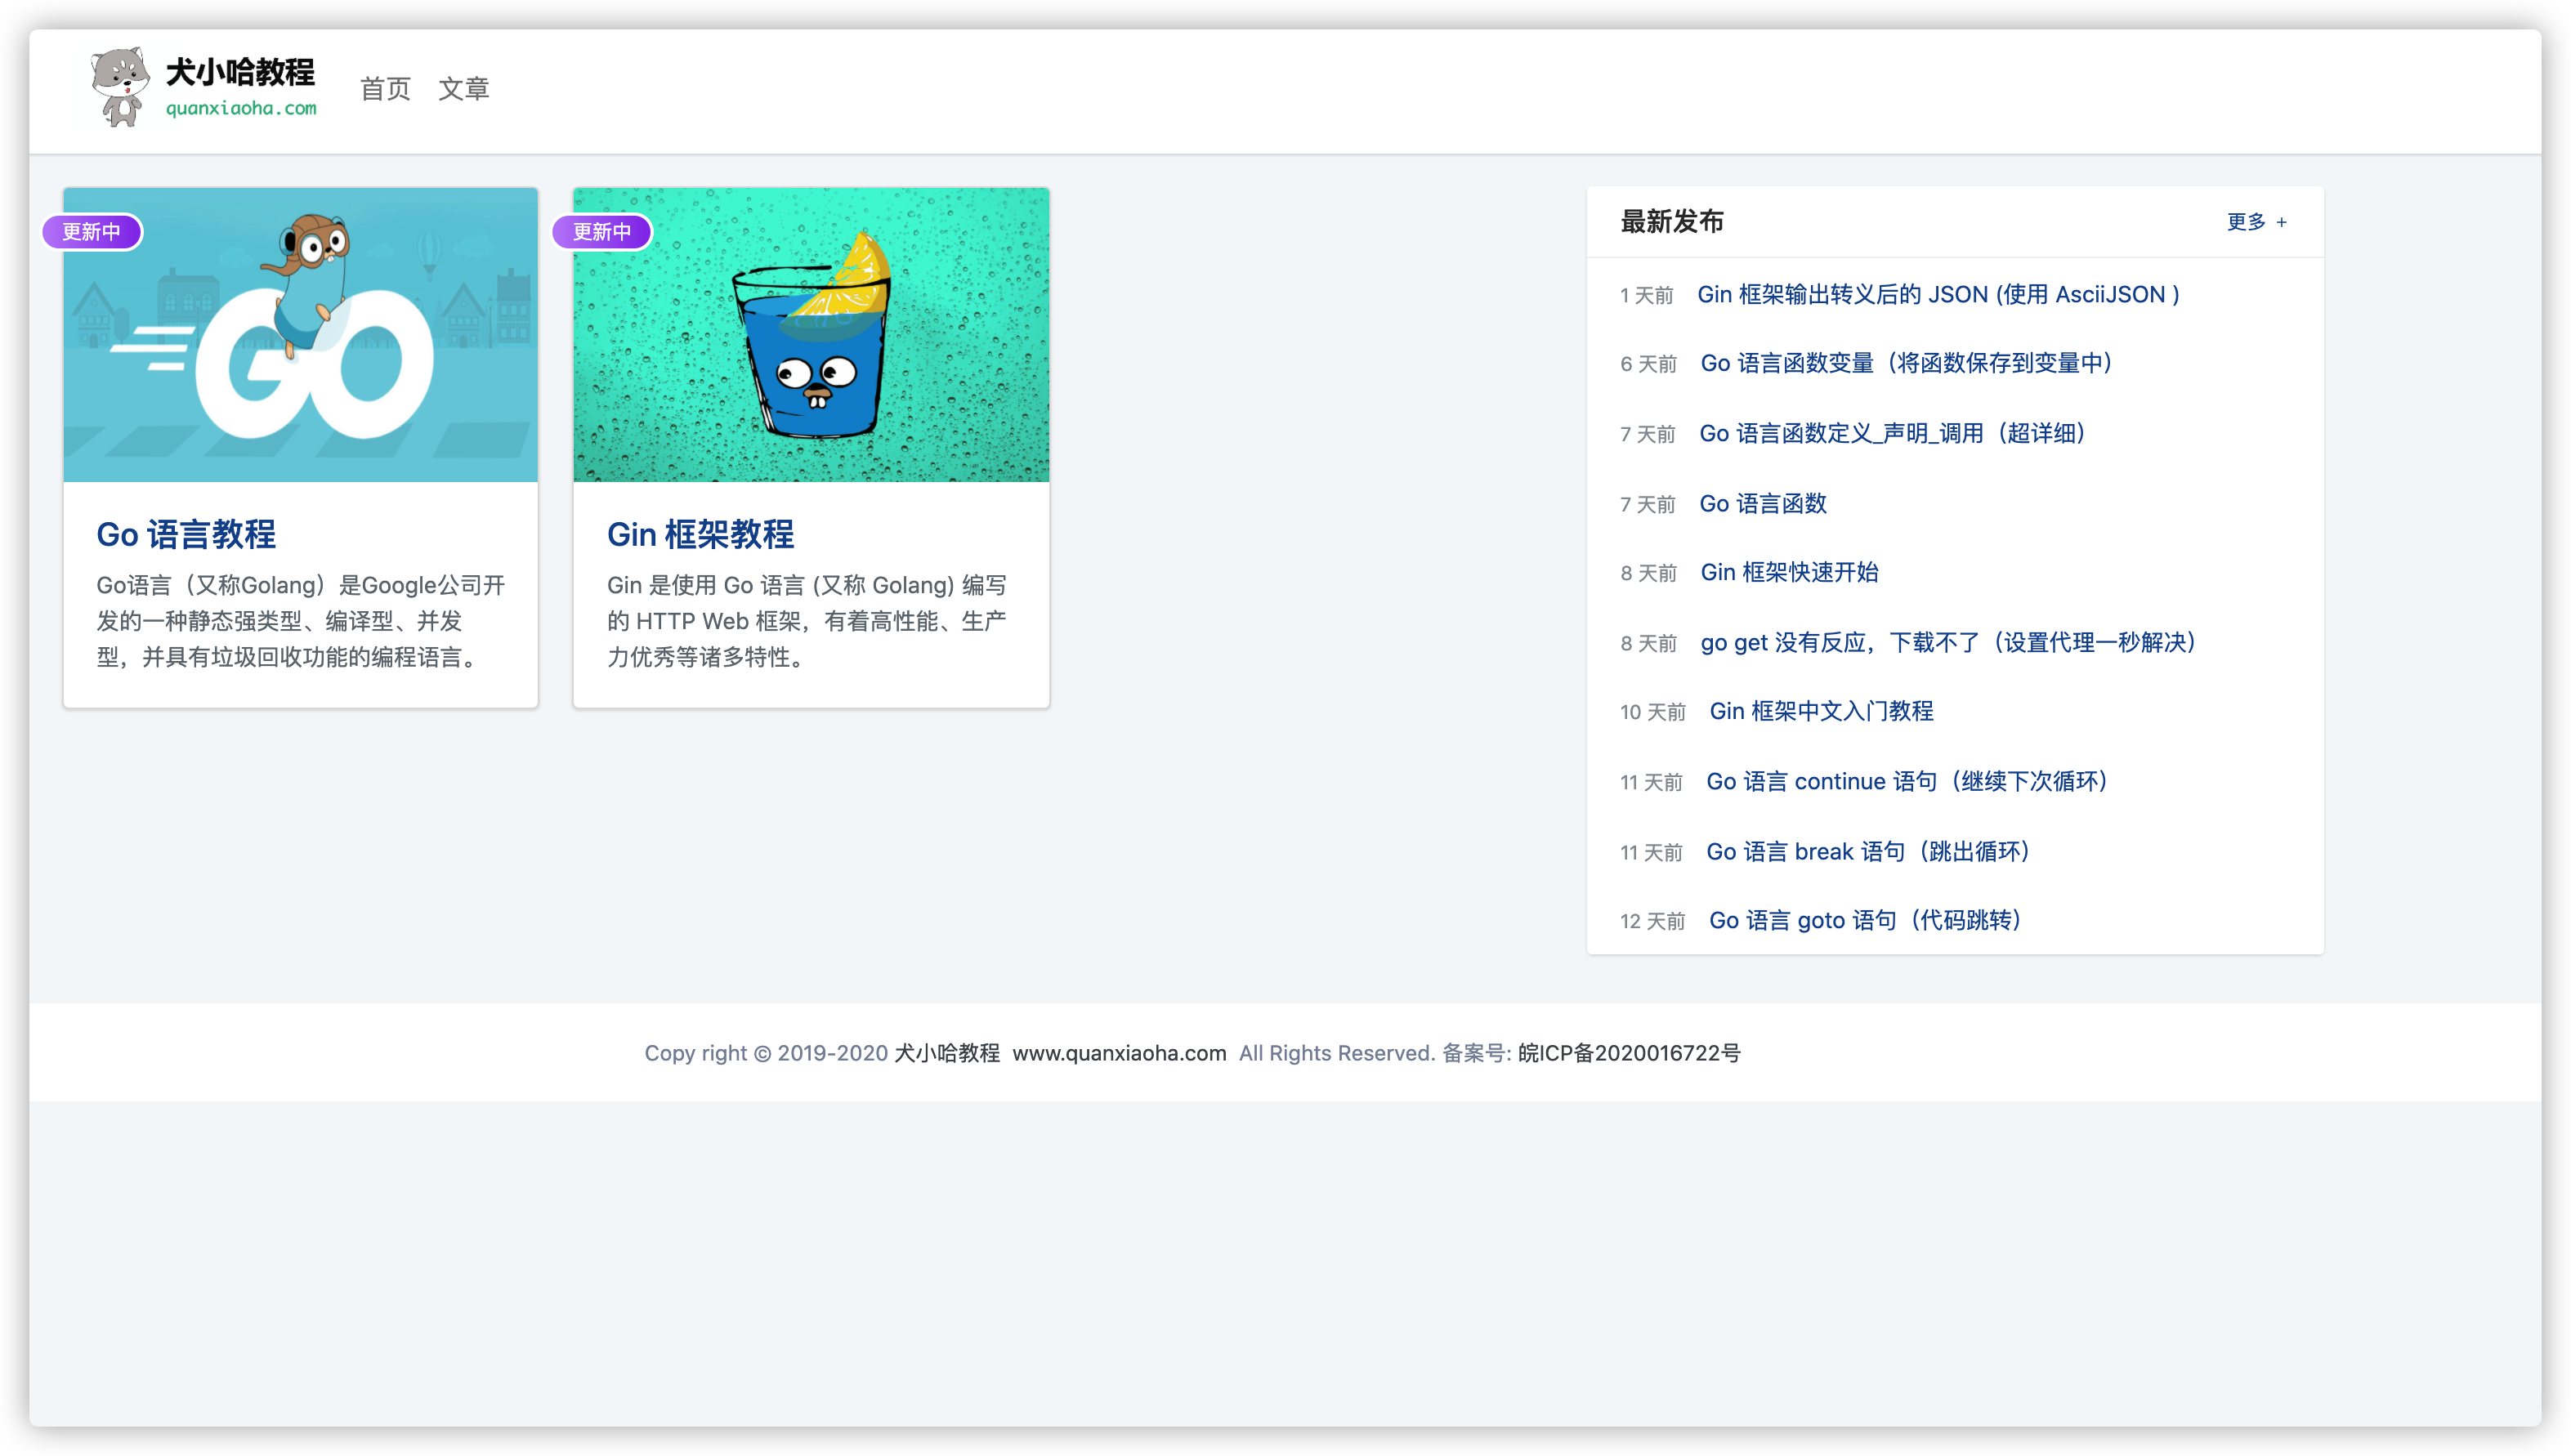 犬小哈教程
quanxiaoha.com
首页 文章
更新中
GO
Go 语言教程
Go语言（又称Golang）是Google公司开
发的一种静态强类型、编译型、并发
型，并具有垃圾回收功能的编程语言。
更新中
Gin 框架教程
Gin 是使用 Go 语言 (又称 Golang) 编写
的 HTTP Web 框架，有着高性能、生产
力优秀等诸多特性。
最新发布 更多 +
1 天前 Gin 框架输出转义后的 JSON (使用 AsciiJSON )
6 天前 Go 语言函数变量（将函数保存到变量中）
7 天前 Go 语言函数定义_声明_调用（超详细）
7 天前 Go 语言函数
8 天前 Gin 框架快速开始
8 天前 go get 没有反应，下载不了（设置代理一秒解决）
10 天前 Gin 框架中文入门教程
11 天前 Go 语言 continue 语句（继续下次循环）
11 天前 Go 语言 break 语句（跳出循环）
12 天前 Go 语言 goto 语句（代码跳转）
Copy right © 2019-2020 犬小哈教程 www.quanxiaoha.com All Rights Reserved. 备案号: 皖ICP备2020016722号